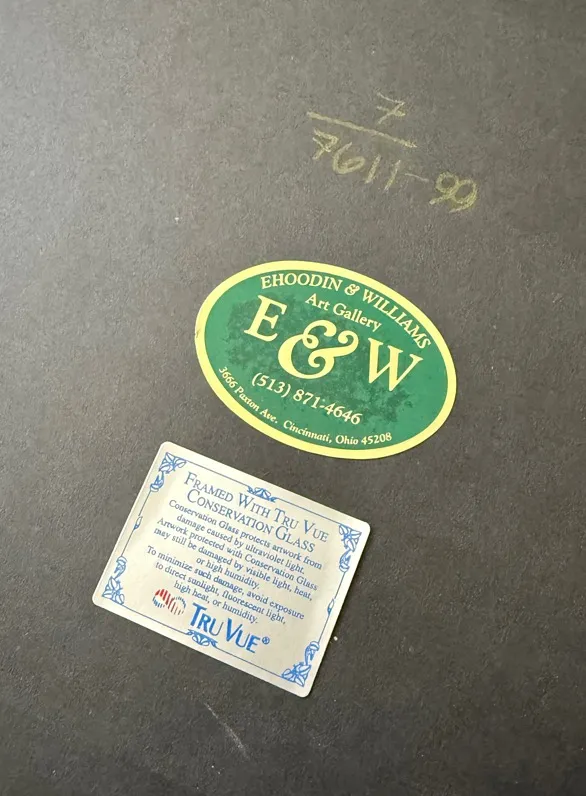 7
7611-99
EHOODIN & WILLIAMS
Art Gallery
E&W
(513) 871-4646
3666 Paxton Ave. Cincinnati, Ohio 45208
FRAMED WITH TRU VUE
CONSERVATION GLASS
Conservation Glass protects artwork from
damage caused by ultraviolet light.
Artwork protected with Conservation Glass
may still be damaged by visible light, heat,
or high humidity.
To minimize such damage, avoid exposure
to direct sunlight, fluorescent light,
high heat, or humidity.
TRU VUE®